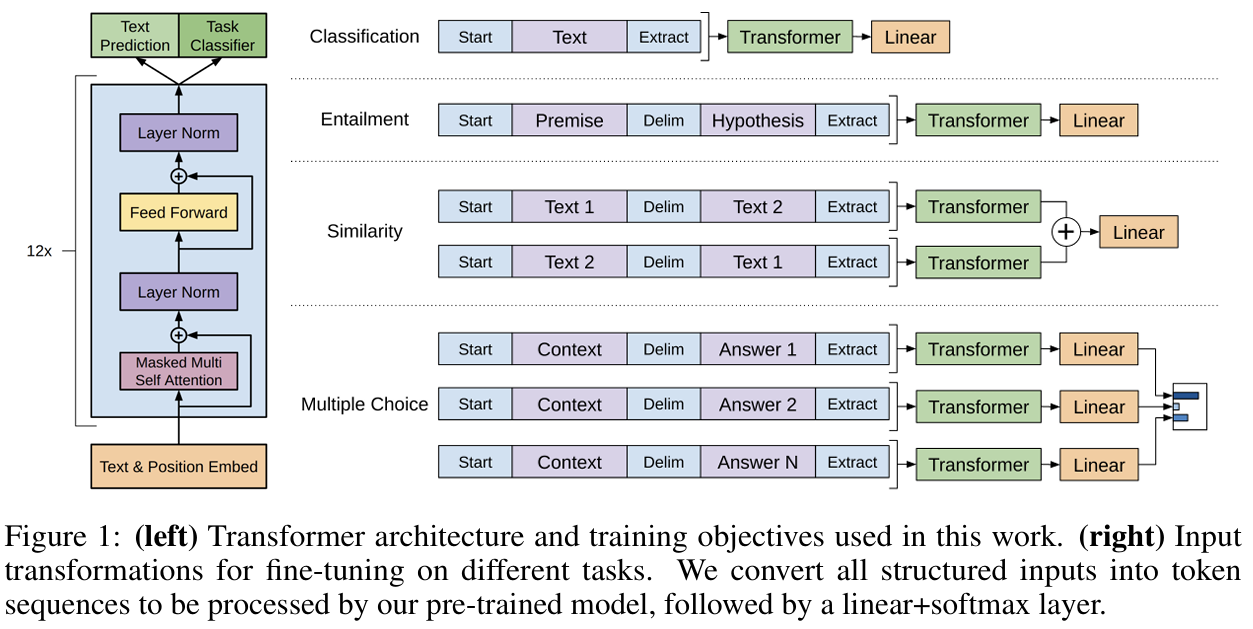 Text
Prediction
Task
Classifier
12x
Layer Norm
+
Feed Forward
Layer Norm
+
Masked Multi
Self Attention
Text & Position Embed
Classification
Start Text Extract Transformer Linear
Entailment
Start Premise Delim Hypothesis Extract Transformer Linear
Similarity
Start Text 1 Delim Text 2 Extract Transformer
+ Linear
Start Text 2 Delim Text 1 Extract Transformer
Multiple Choice
Start Context Delim Answer 1 Extract Transformer Linear
Start Context Delim Answer 2 Extract Transformer Linear
Start Context Delim Answer N Extract Transformer Linear
Figure 1: (left) Transformer architecture and training objectives used in this work. (right) Input
transformations for fine-tuning on different tasks. We convert all structured inputs into token
sequences to be processed by our pre-trained model, followed by a linear+softmax layer.